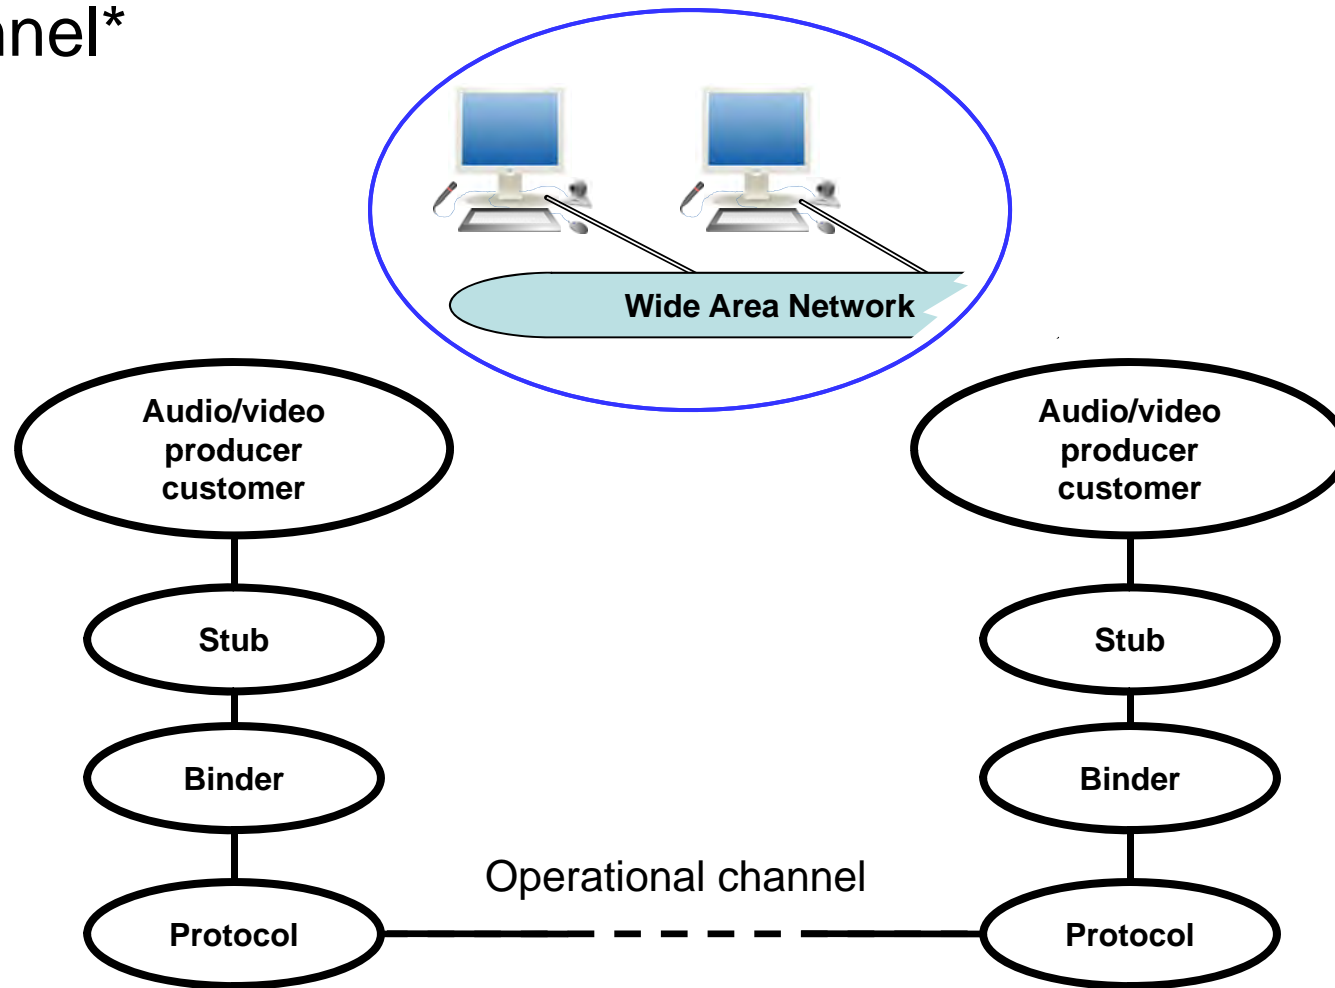 nnel*
Wide Area Network
Audio/video
producer
customer
Audio/video
producer
customer
Stub
Stub
Binder
Binder
Operational channel
Protocol
Protocol